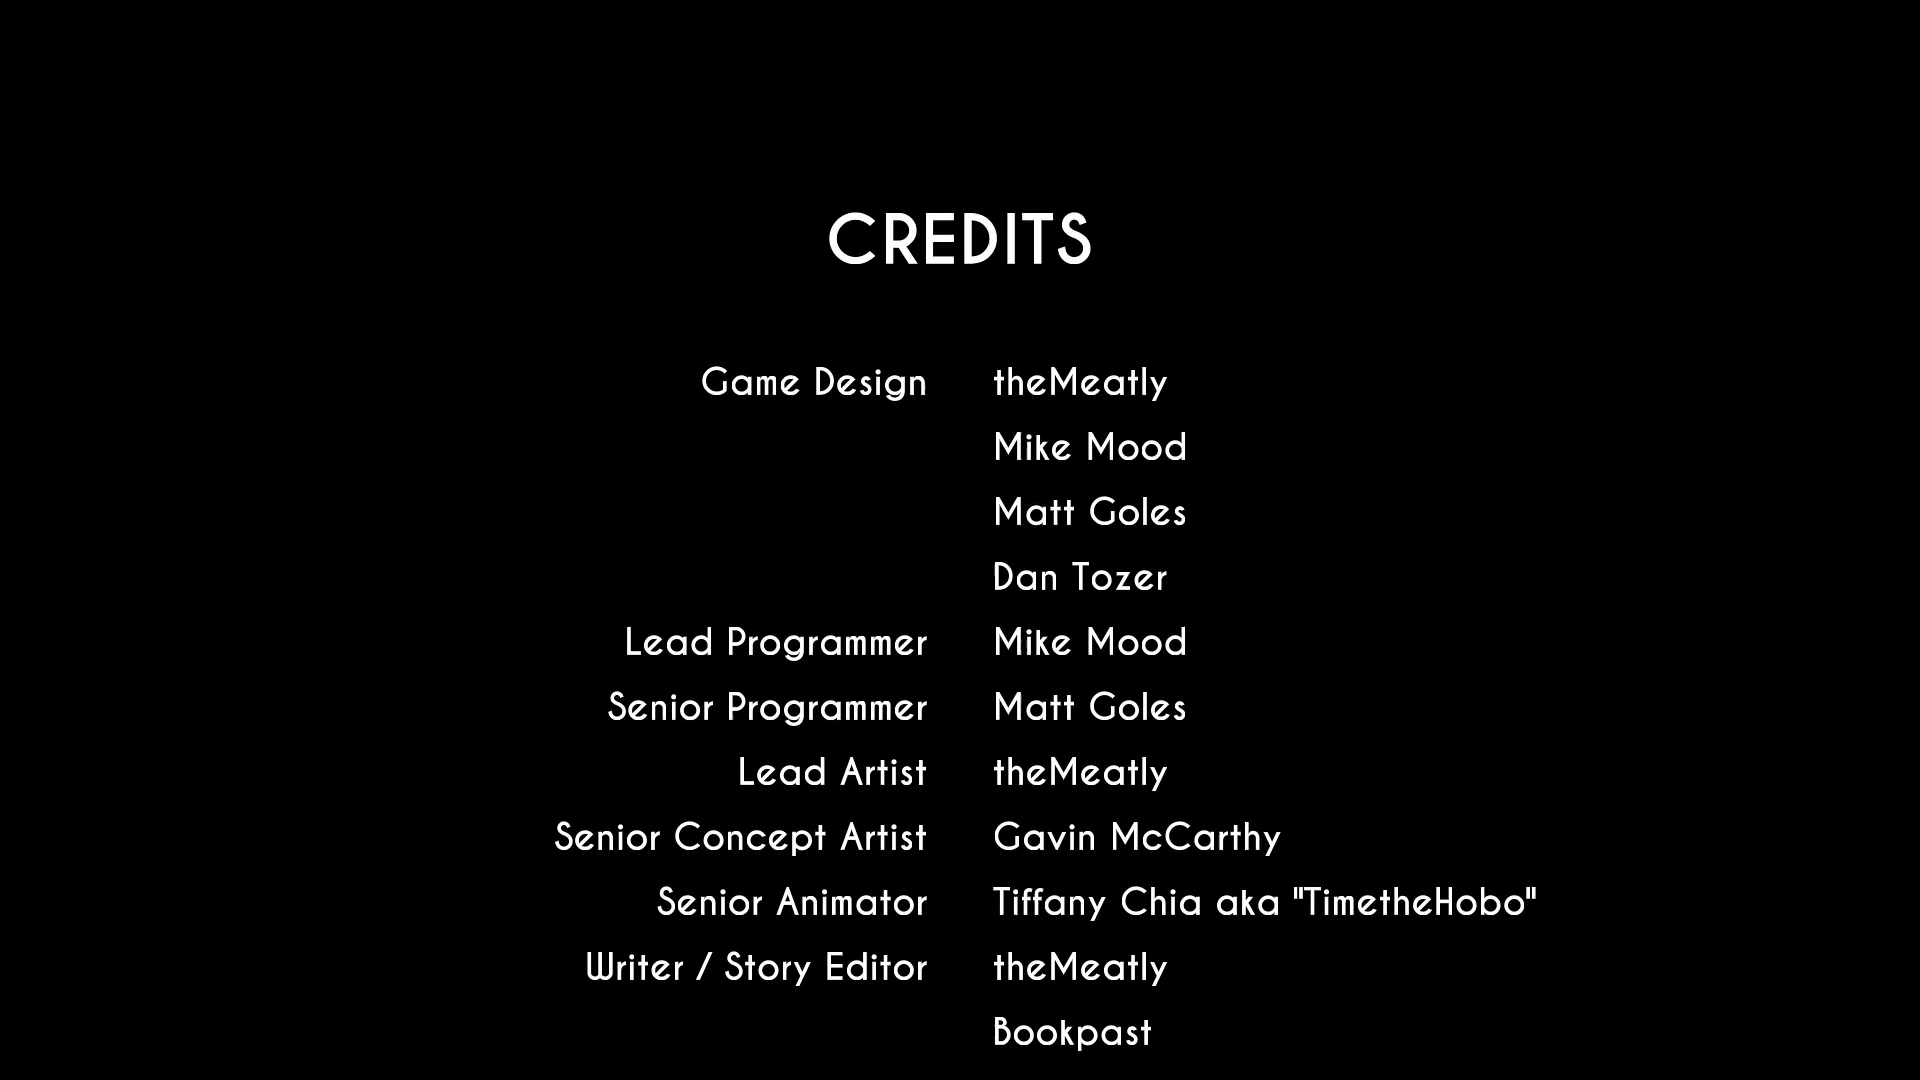 CREDITS
Game Design theMeatly
Mike Mood
Matt Goles
Dan Tozer
Lead Programmer Mike Mood
Senior Programmer Matt Goles
Lead Artist theMeatly
Senior Concept Artist Gavin McCarthy
Senior Animator Tiffany Chia aka "TimetheHobo"
Writer / Story Editor theMeatly
Bookpast